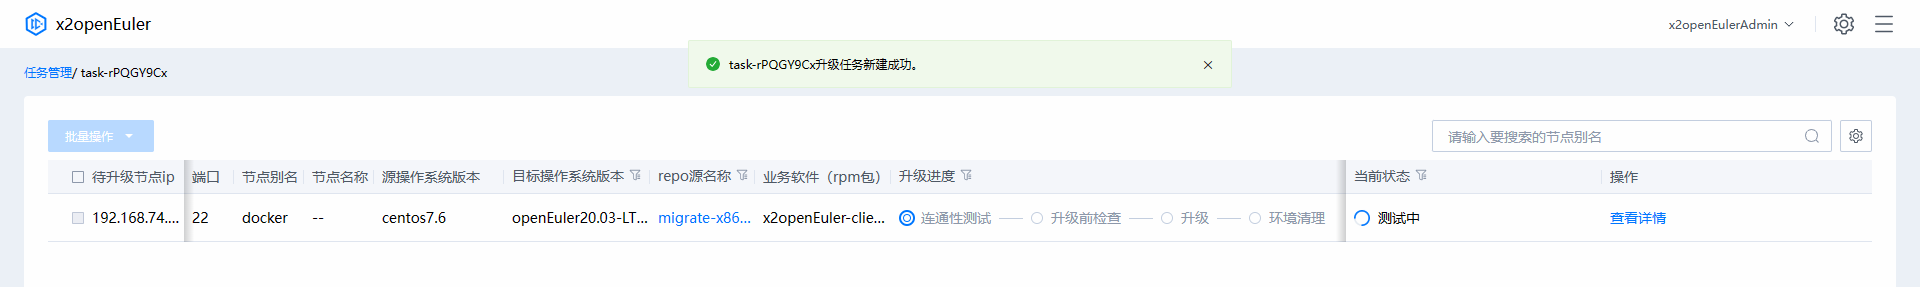 x2openEuler
x2openEulerAdmin
任务管理/ task-rPQGY9Cx
task-rPQGY9Cx升级任务新建成功。
批量操作
请输入要搜索的节点别名
待升级节点ip 端口 节点别名 节点名称 源操作系统版本 目标操作系统版本 repo源名称 业务软件（rpm包） 升级进度 当前状态 操作
192.168.74.... 22 docker -- centos7.6 openEuler20.03-LT... migrate-x86... x2openEuler-clie... 连通性测试 升级前检查 升级 环境清理 测试中 查看详情